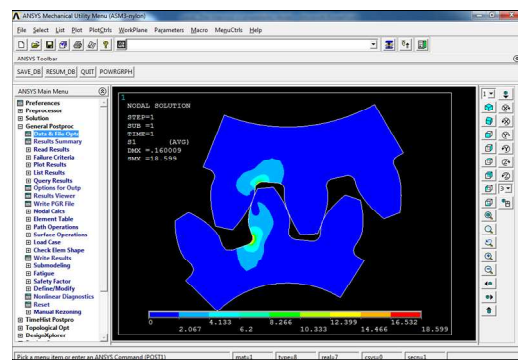 ANSYS Mechanical Utility Menu (ASM3-nylon)
File Select List Plot PlotCtrls WorkPlane Parameters Macro MenuCtrls Help
ANSYS Toolbar
SAVE_DB RESUM_DB QUIT POWRGRPH
ANSYS Main Menu
Preferences
Preprocessor
Solution
General Postproc
Data & File Opts
Results Summary
Read Results
Failure Criteria
Plot Results
List Results
Query Results
Options for Outp
Results Viewer
Write PGR File
Nodal Calcs
Element Table
Path Operations
Surface Operations
Load Case
Check Elem Shape
Write Results
Submodeling
Fatigue
Safety Factor
Define/Modify
Nonlinear Diagnostics
Reset
Manual Rezoning
TimeHist Postpro
Topological Opt
DesignXplorer
1
NODAL SOLUTION
STEP=1
SUB =1
TIME=1
S1 (AVG)
DMX =.160009
SMX =18.599
0 4.133 8.266 12.399 16.532
2.067 6.2 10.333 14.466 18.599
1
3
Pick a menu item or enter an ANSYS Command (POST1) mat=1 type=8 real=7 csys=0 secn=1